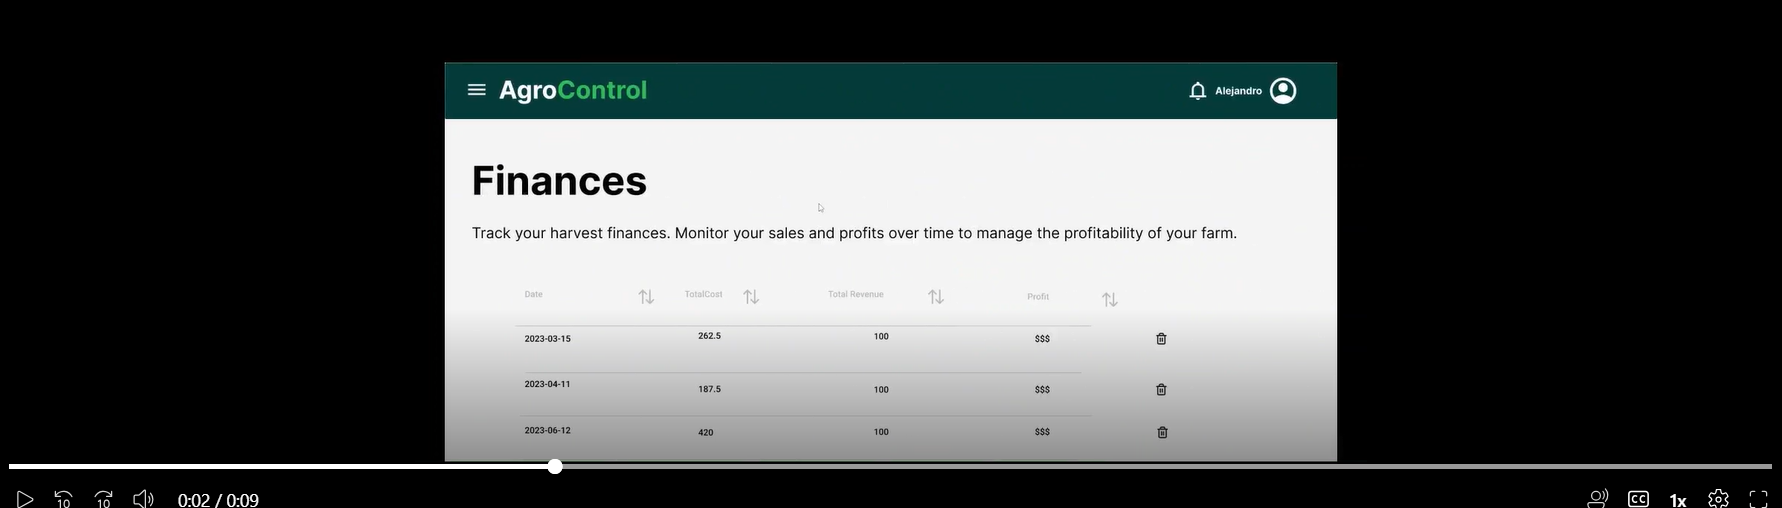 AgroControl
Alejandro
Finances
Track your harvest finances. Monitor your sales and profits over time to manage the profitability of your farm.
Date TotalCost Total Revenue Profit
2023-03-15 262.5 100 $$$
2023-04-11 187.5 100 $$$
2023-06-12 420 100 $$$
10 10 0:02 / 0:09 CC 1x